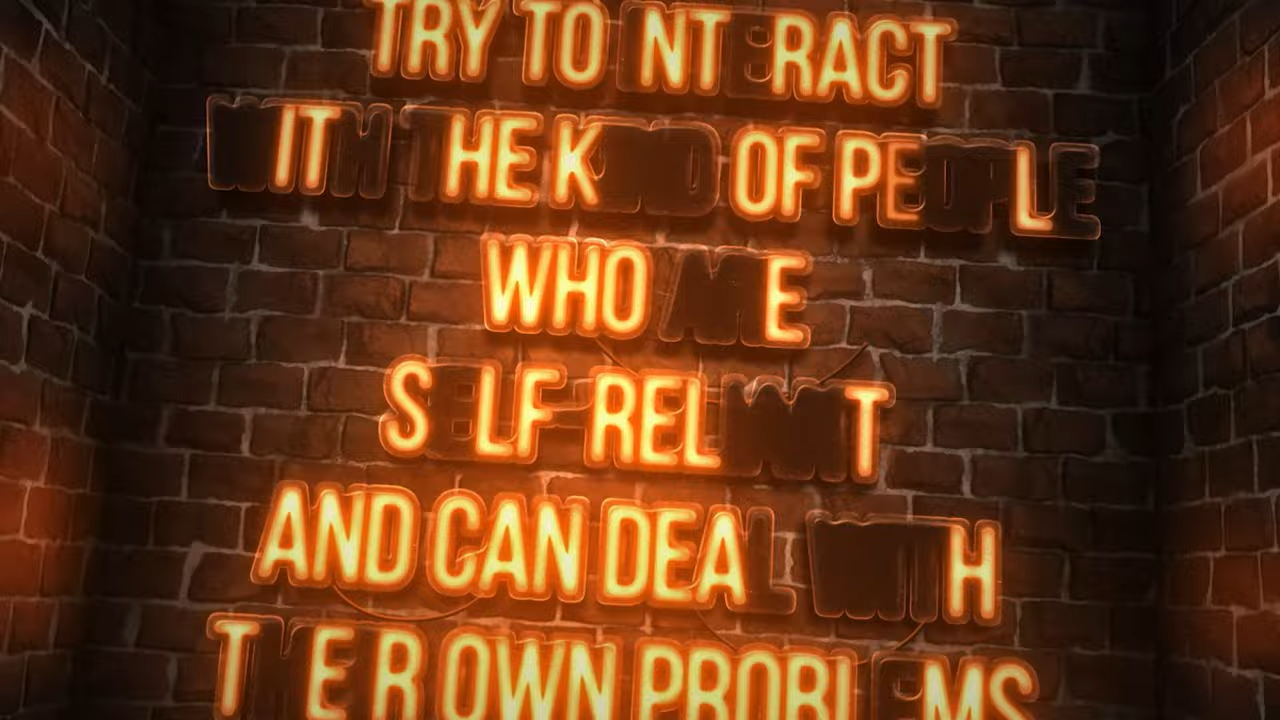 TRY TO INTERACT
WITH THE KIND OF PEOPLE
WHO ARE
SELF-RELIANT
AND CAN DEAL WITH
THEIR OWN PROBLEMS